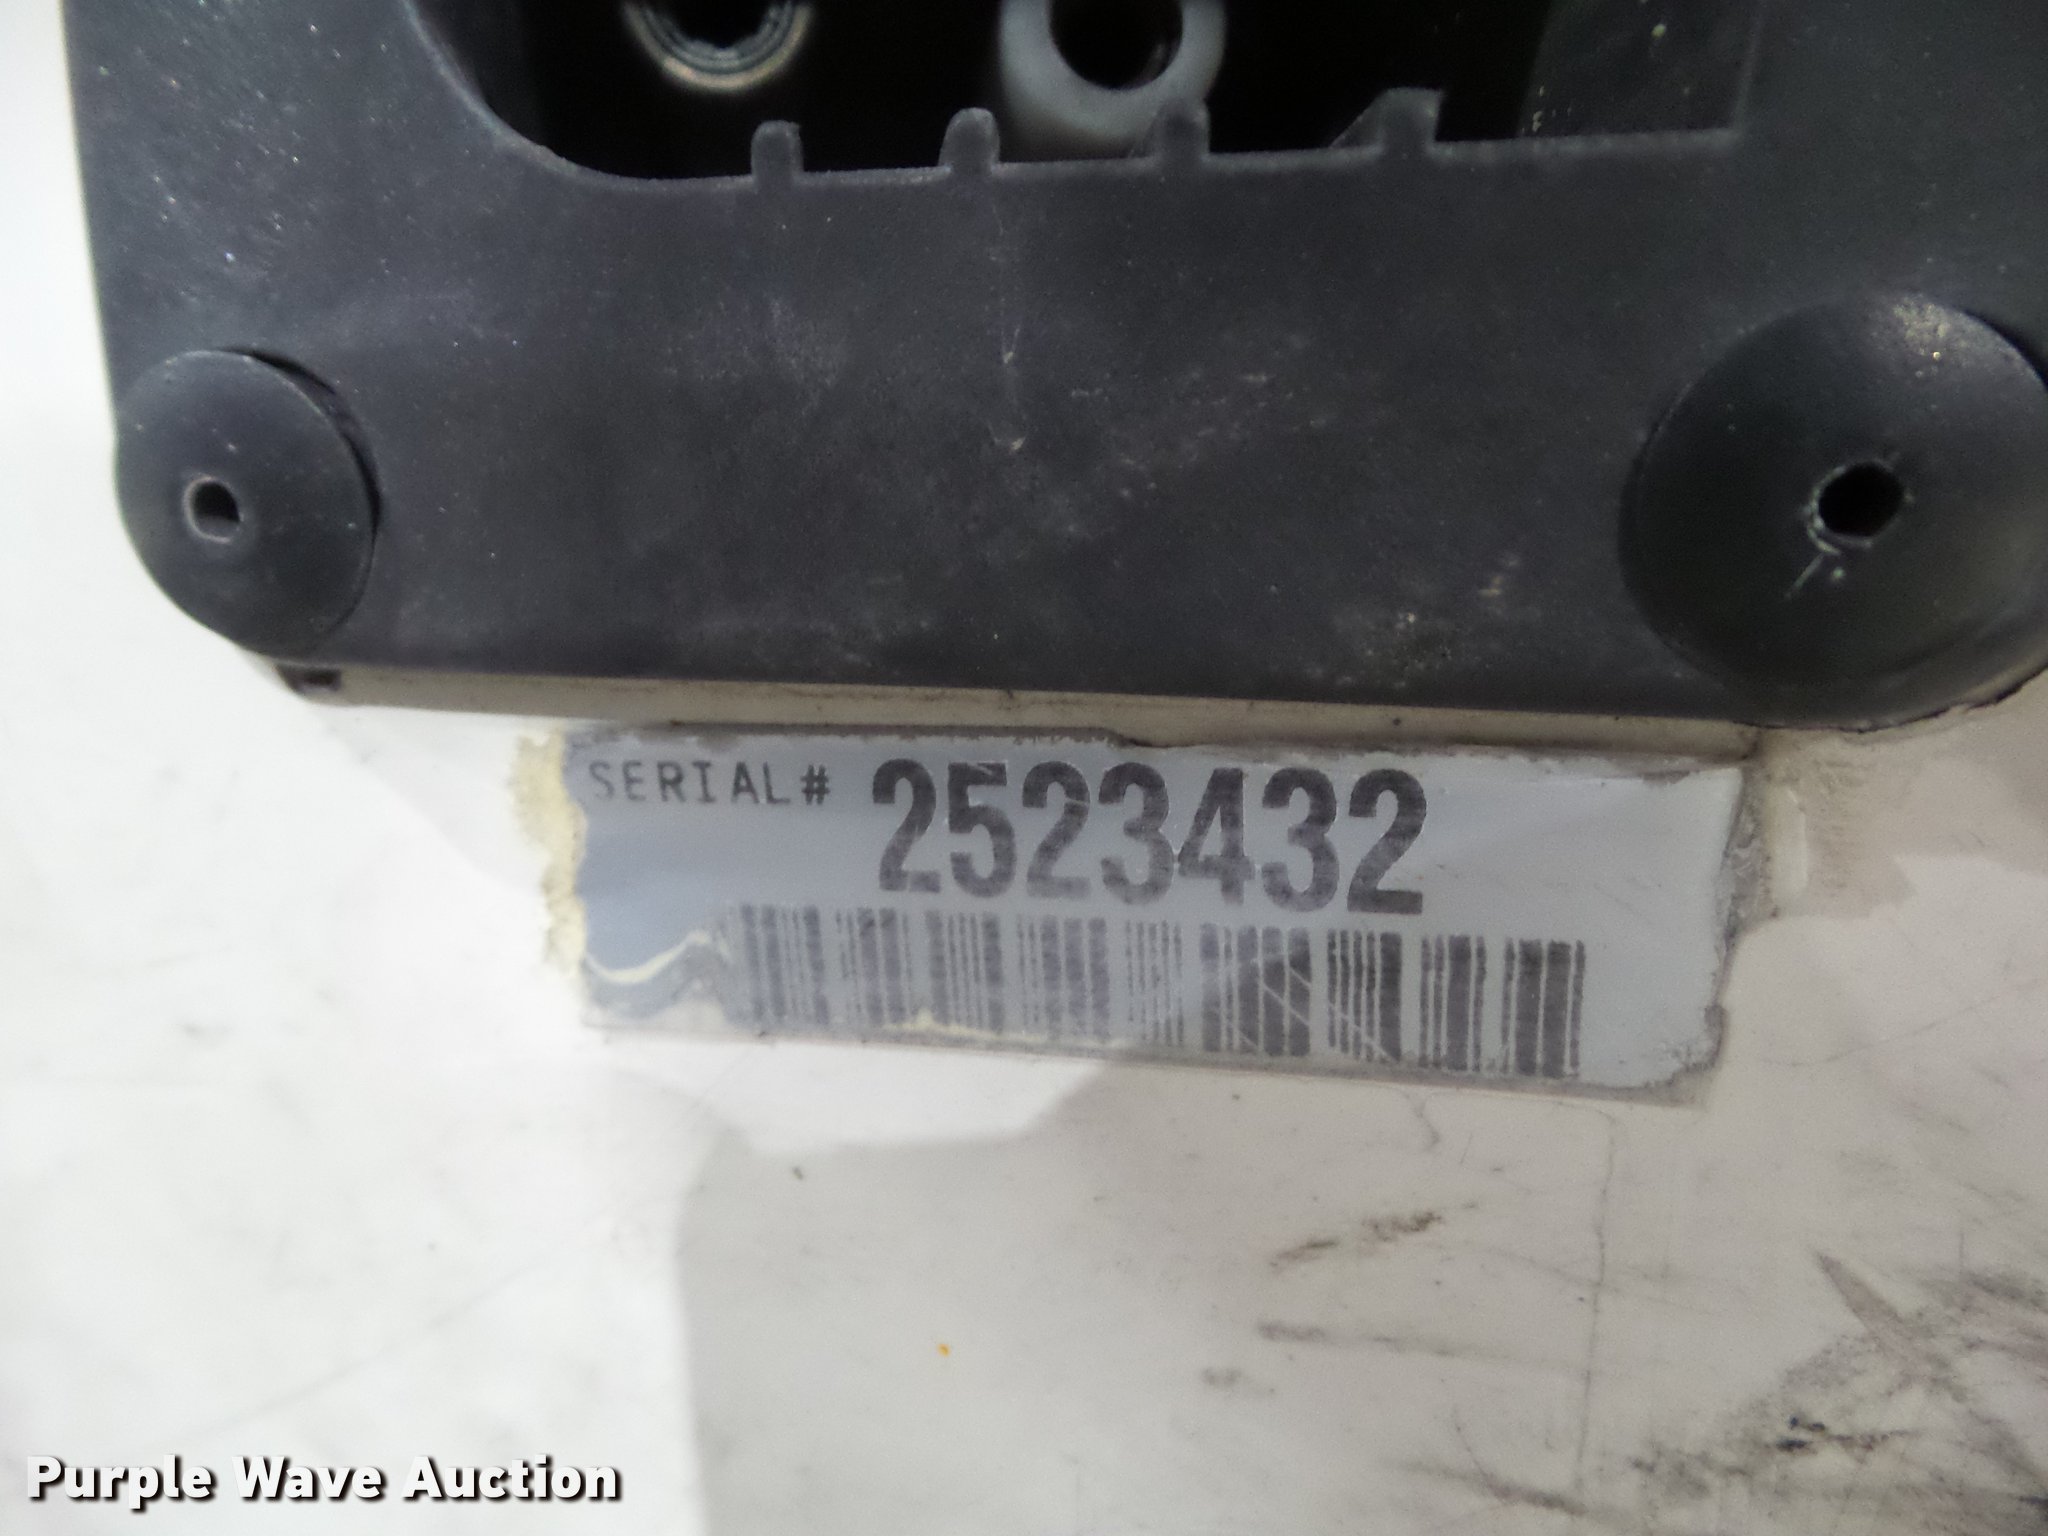 SERIAL# 2523432
Purple Wave Auction